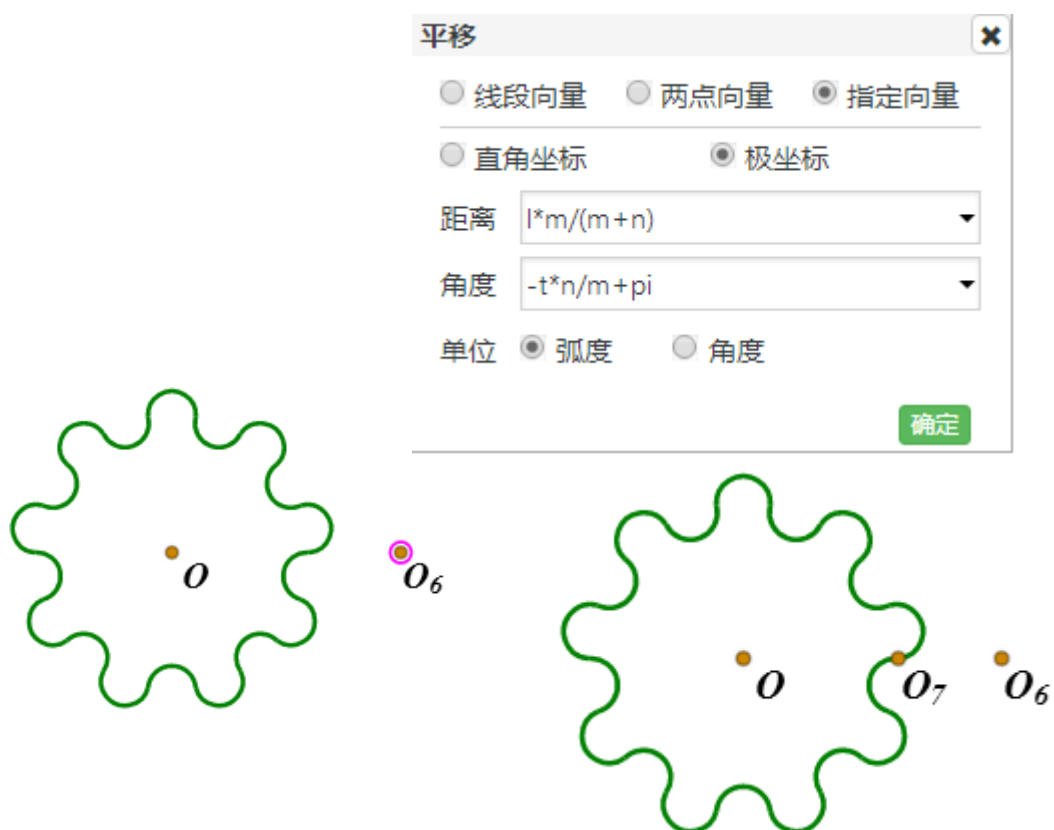 平移
线段向量 两点向量 指定向量
直角坐标 极坐标
距离 l*m/(m+n)
角度 -t*n/m+pi
单位 弧度 角度
确定
O O6
O O7 O6